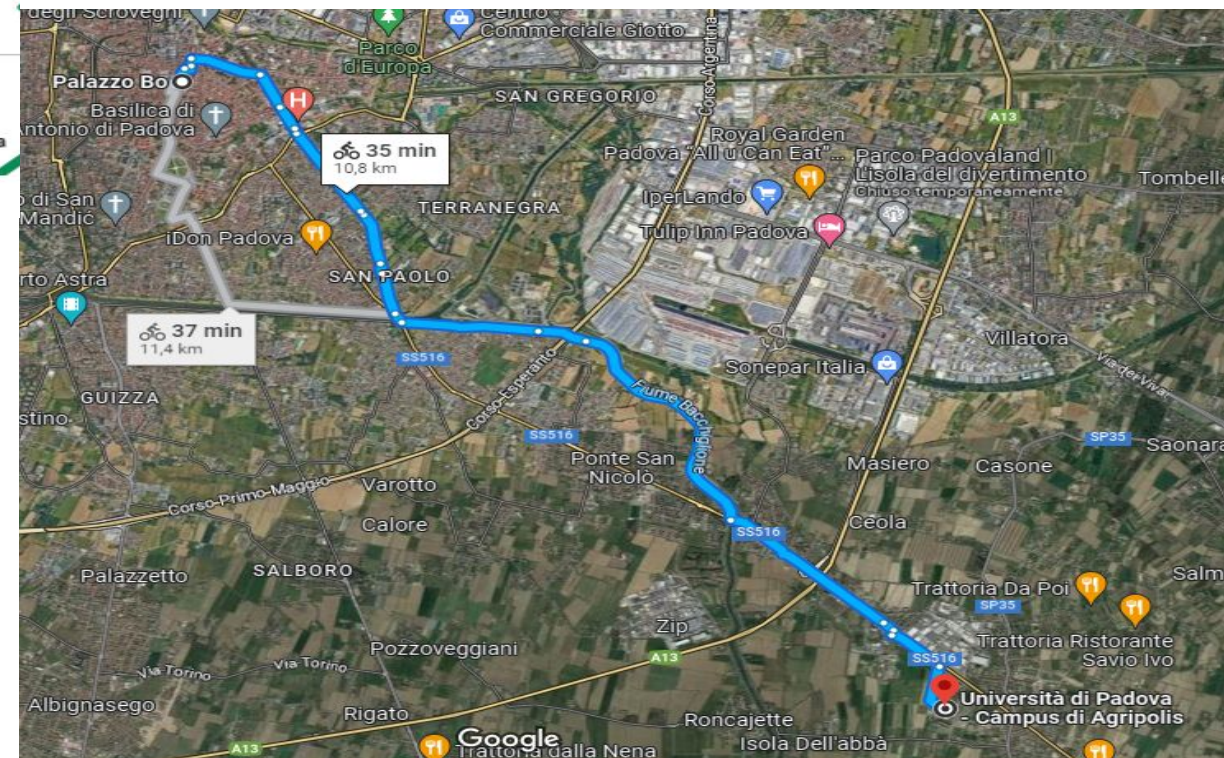 degli Scrovegni
Centro
Commerciale Giotto
Parco
d'Europa
Corso Argentina
Palazzo Bo
H
SAN GREGORIO
A13
Basilica di
Antonio di Padova
a
35 min
10,8 km
Royal Garden
Padova "All u Can Eat"...
Parco Padovaland |
L'isola del divertimento
Chiuso temporaneamente
Tombelle
o di San
Mandić
TERRANEGRA
IperLando
iDon Padova
Tulip Inn Padova
SAN PAOLO
rto Astra
37 min
11,4 km
SS516
Villatora
Sonepar Italia
Via dei Vivai
GUIZZA
Corso Esperanto
Fiume Bacchiglione
stino
SS516
SP35
Saonara
Ponte San
Nicolò
Masiero
Casone
Varotto
Corso Primo Maggio
Calore
Ceola
SS516
Palazzetto
SALBORO
Salm
Trattoria Da Poi
SP35
Zip
Trattoria Ristorante
Savio Ivo
Pozzoveggiani
A13
SS516
Via Torino
Via Torino
Università di Padova
- Campus di Agripolis
Albignasego
Rigato
Roncajette
Isola Dell'abbà
Google
A13
Trattoria dalla Nena